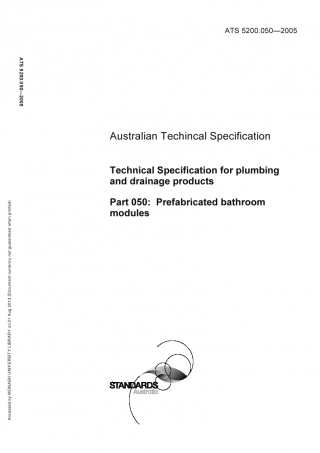 ATS 5200.050—2005
ATS 5200.050—2005
Australian Techincal Specification
Technical Specification for plumbing
and drainage products
Part 050: Prefabricated bathroom
modules
Accessed by MONASH UNIVERSITY LIBRARY on 21 Aug 2010 (Document currency not guaranteed when printed)
STANDARDS
Australia